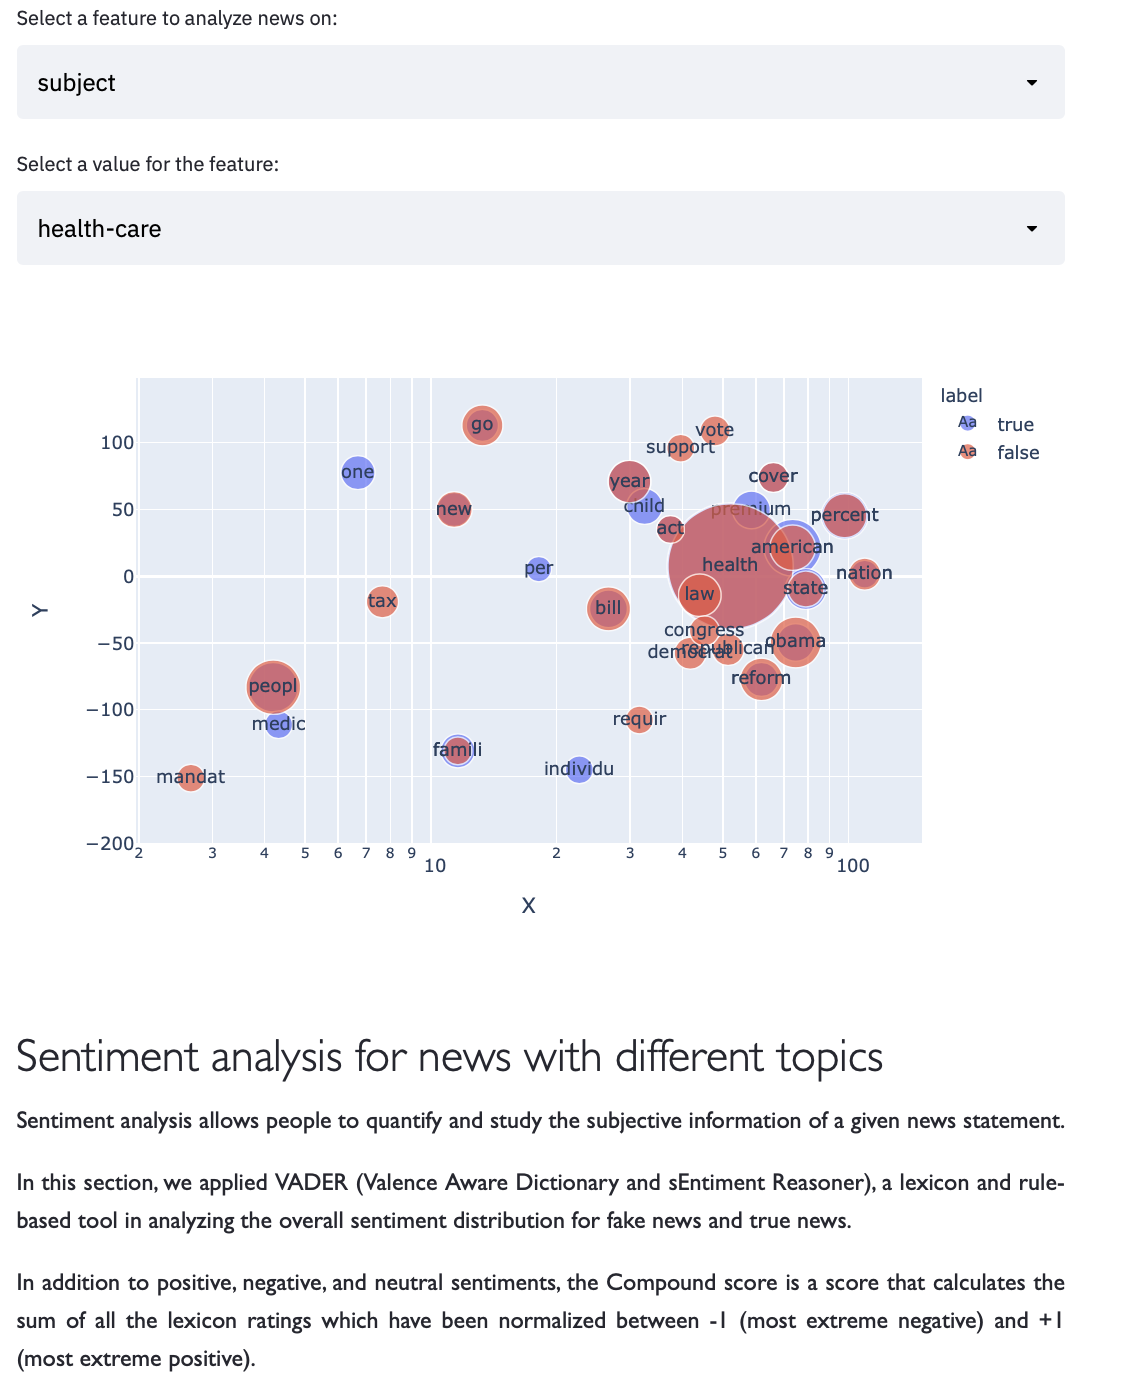 Select a feature to analyze news on:
subject
Select a value for the feature:
health-care
label
Aa true
Aa false
go
vote
support
one
year
cover
new
child
premium
percent
act
american
health
per
nation
state
law
tax
bill
congress
obama
democrat
republican
reform
peopl
medic
requir
famili
individu
mandat
100
50
0
−50
−100
−150
−200
Y
2 3 4 5 6 7 8 9 10 2 3 4 5 6 7 8 9 100
X
Sentiment analysis for news with different topics
Sentiment analysis allows people to quantify and study the subjective information of a given news statement.
In this section, we applied VADER (Valence Aware Dictionary and sEntiment Reasoner), a lexicon and rule-
based tool in analyzing the overall sentiment distribution for fake news and true news.
In addition to positive, negative, and neutral sentiments, the Compound score is a score that calculates the
sum of all the lexicon ratings which have been normalized between -1 (most extreme negative) and +1
(most extreme positive).